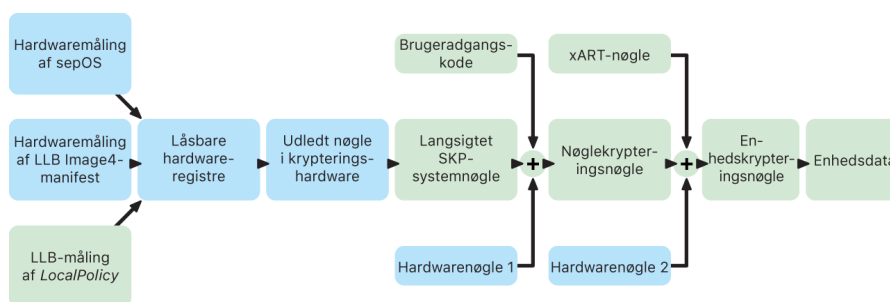 Hardwaremåling
af sepOS
Hardwaremåling
af LLB Image4-
manifest
LLB-måling
af LocalPolicy
Låsbare
hardware-
registre
Udledt nøgle
i krypterings-
hardware
Langsigtet
SKP-
systemnøgle
Brugeradgangs-
kode
+
Hardwarenøgle 1
Nøglekrypter-
ingsnøgle
xART-nøgle
+
Hardwarenøgle 2
En-
hedskrypter-
ingsnøgle
Enhedsdata